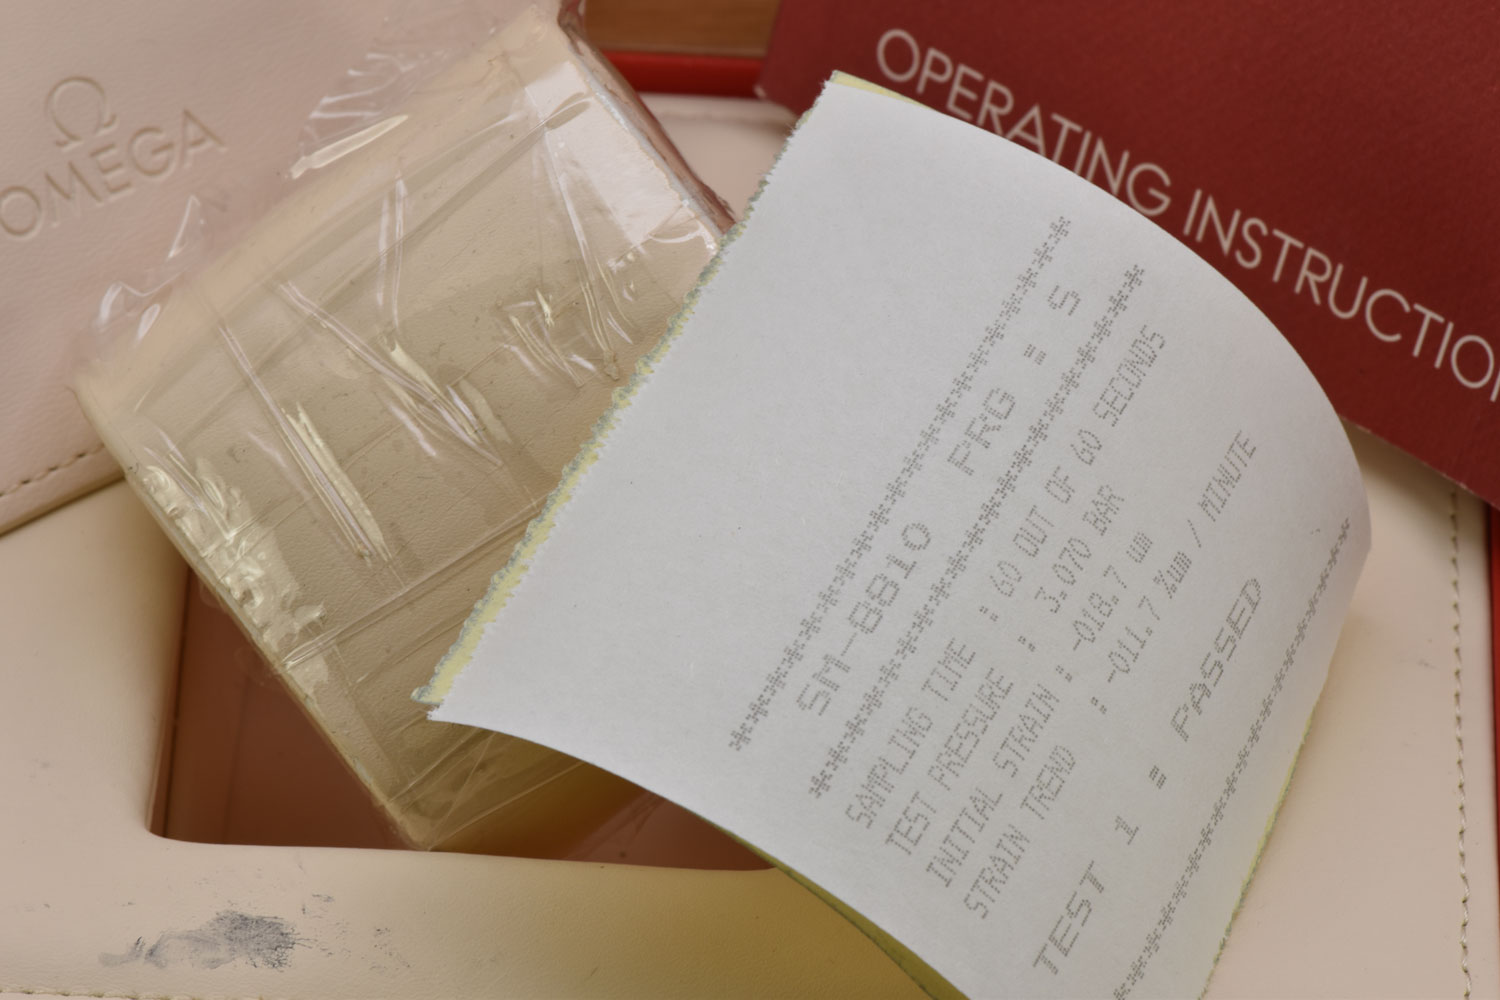 Ω
OMEGA
OPERATING INSTRUCTIO
********************************
SM-8810 PRG : 5
********************************
SAMPLING TIME : 60 OUT OF 60 SECONDS
TEST PRESSURE : 3.070 BAR
INITIAL STRAIN : -018.7 um
STRAIN TREND : -011.7 %um / MINUTE
TEST 1 : PASSED
********************************